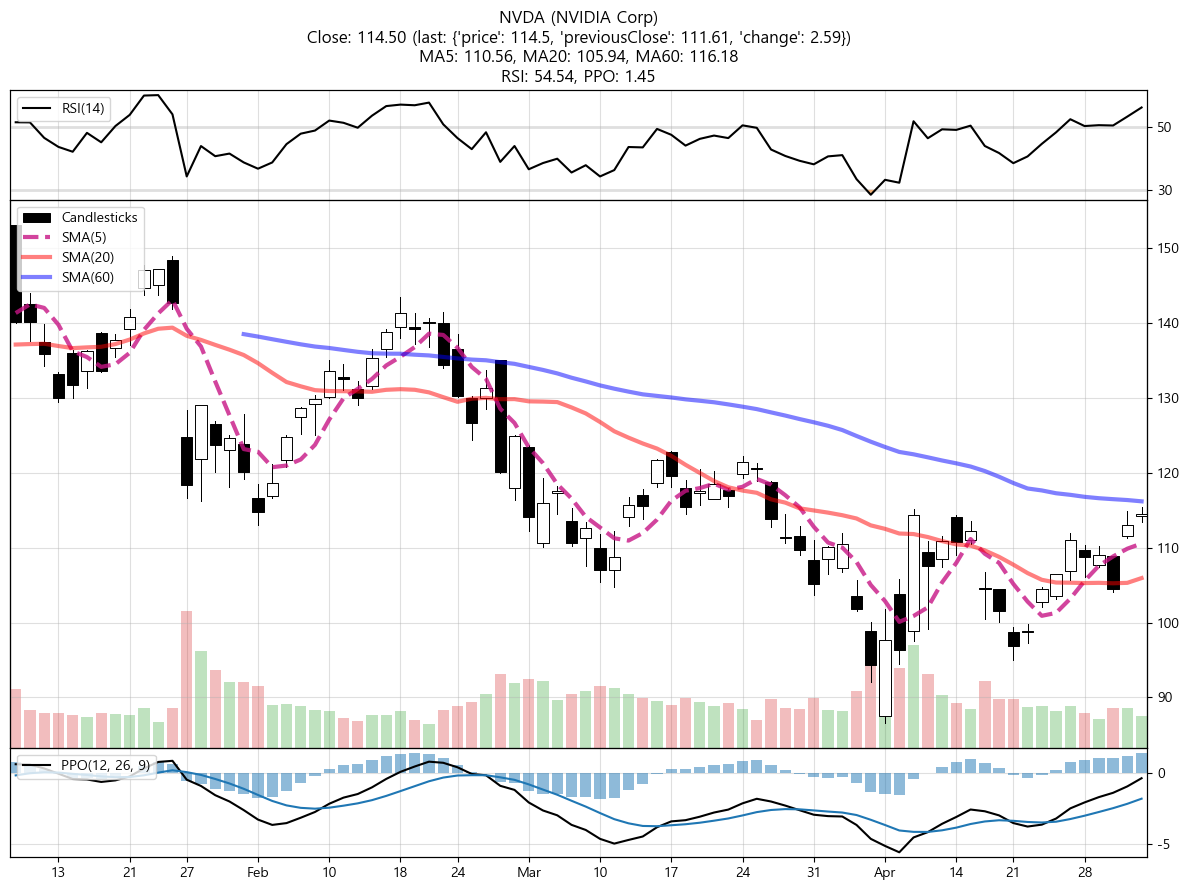 NVDA (NVIDIA Corp)
Close: 114.50 (last: {'price': 114.5, 'previousClose': 111.61, 'change': 2.59})
MA5: 110.56, MA20: 105.94, MA60: 116.18
RSI: 54.54, PPO: 1.45
RSI(14)
50
30
Candlesticks
SMA(5)
SMA(20)
SMA(60)
150
140
130
120
110
100
90
PPO(12, 26, 9)
0
-5
13 21 27 Feb 10 18 24 Mar 10 17 24 31 Apr 14 21 28